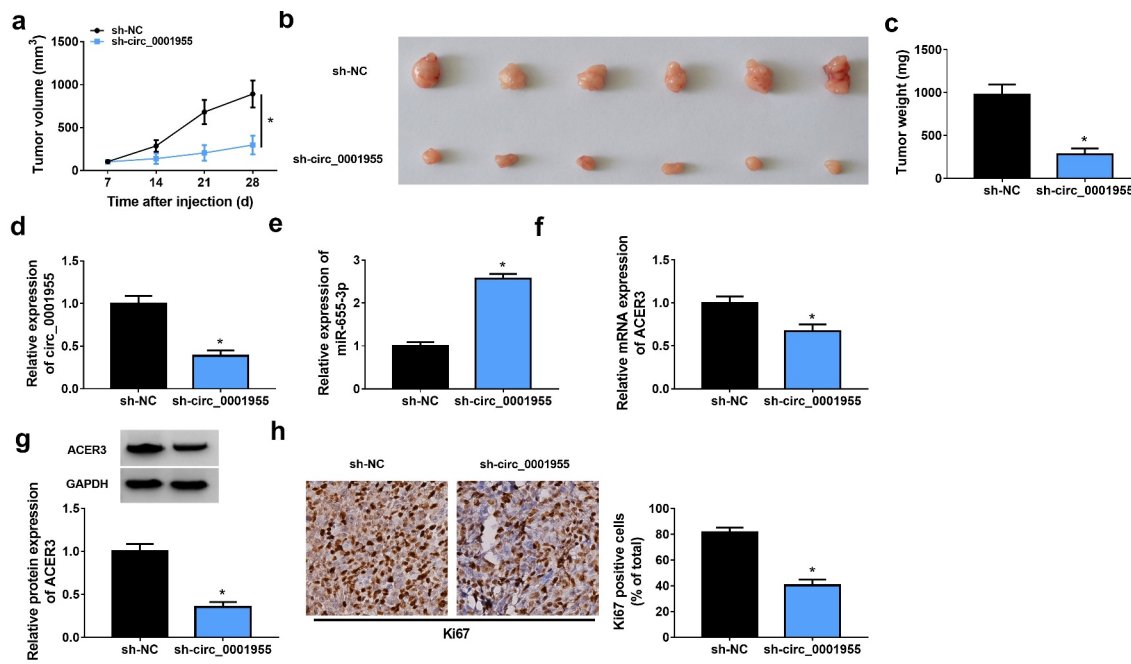 a
sh-NC
sh-circ_0001955
Tumor volume (mm3)
1500
1000
500
0
7 14 21 28
Time after injection (d)
*
b
sh-NC
sh-circ_0001955
c
Tumor weight (mg)
1500
1000
500
0
*
sh-NC sh-circ_0001955
d
Relative expression
of circ_0001955
1.5
1.0
0.5
0.0
*
sh-NC sh-circ_0001955
e
Relative expression of
miR-655-3p
3
2
1
0
*
sh-NC sh-circ_0001955
f
Relative mRNA expression
of ACER3
1.5
1.0
0.5
0.0
*
sh-NC sh-circ_0001955
g
ACER3
GAPDH
Relative protein expression
of ACER3
1.5
1.0
0.5
0.0
*
sh-NC sh-circ_0001955
h
sh-NC sh-circ_0001955
Ki67
Ki67 positive cells
(% of total)
80
60
40
20
0
*
sh-NC sh-circ_0001955